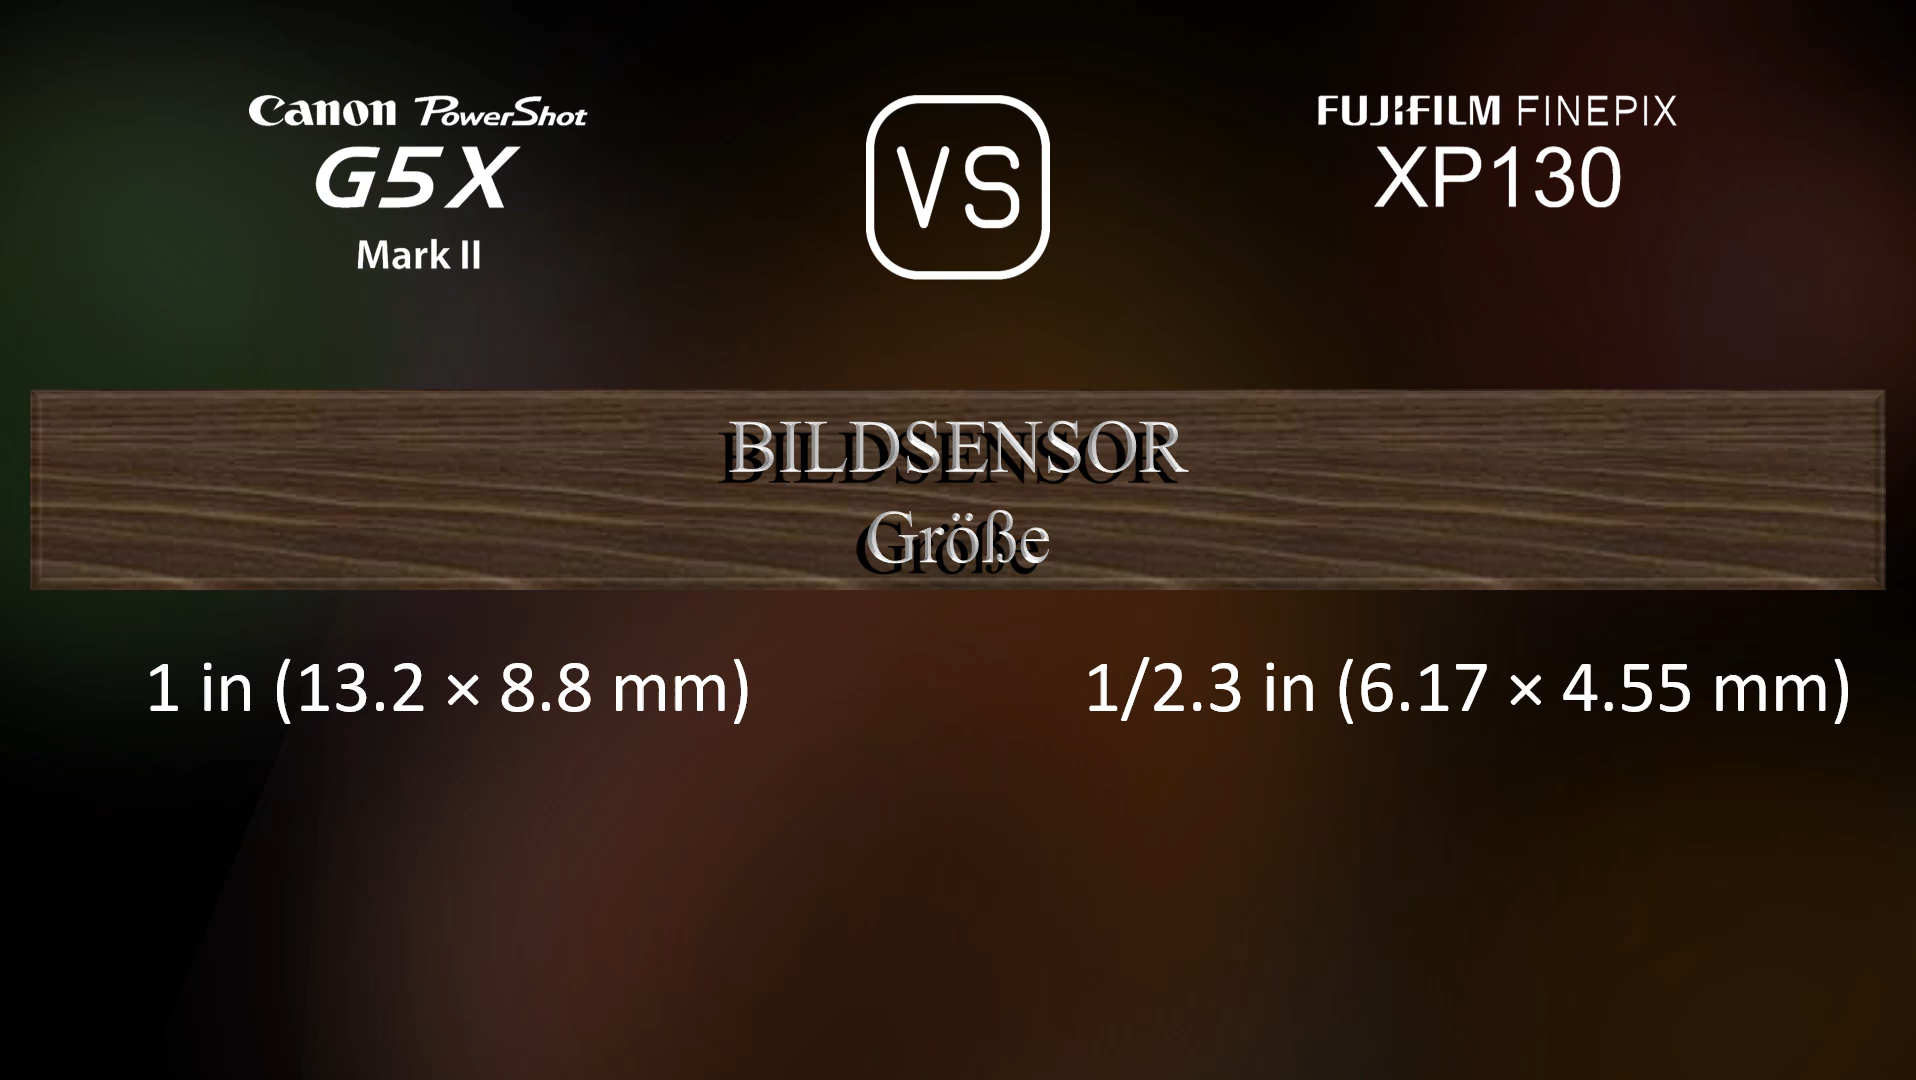 Canon PowerShot
G5 X
Mark II
VS
FUJIFILM FINEPIX
XP130
BILDSENSOR
Größe
1 in (13.2 × 8.8 mm)
1/2.3 in (6.17 × 4.55 mm)